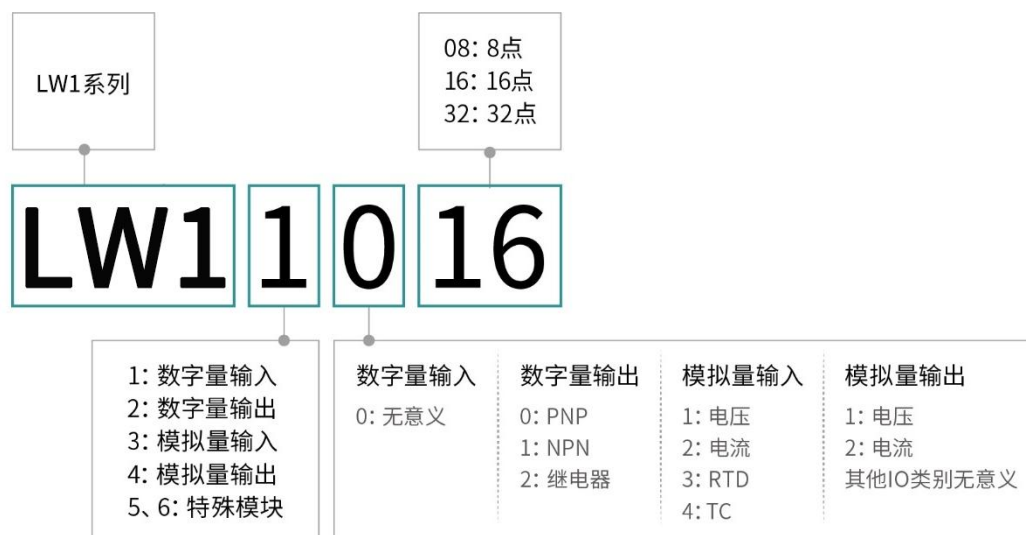 LW1系列
08: 8点
16: 16点
32: 32点
LW1 1 0 16
1: 数字量输入
2: 数字量输出
3: 模拟量输入
4: 模拟量输出
5、6: 特殊模块
数字量输入
0: 无意义
数字量输出
0: PNP
1: NPN
2: 继电器
模拟量输入
1: 电压
2: 电流
3: RTD
4:TC
模拟量输出
1: 电压
2: 电流
其他IO类别无意义